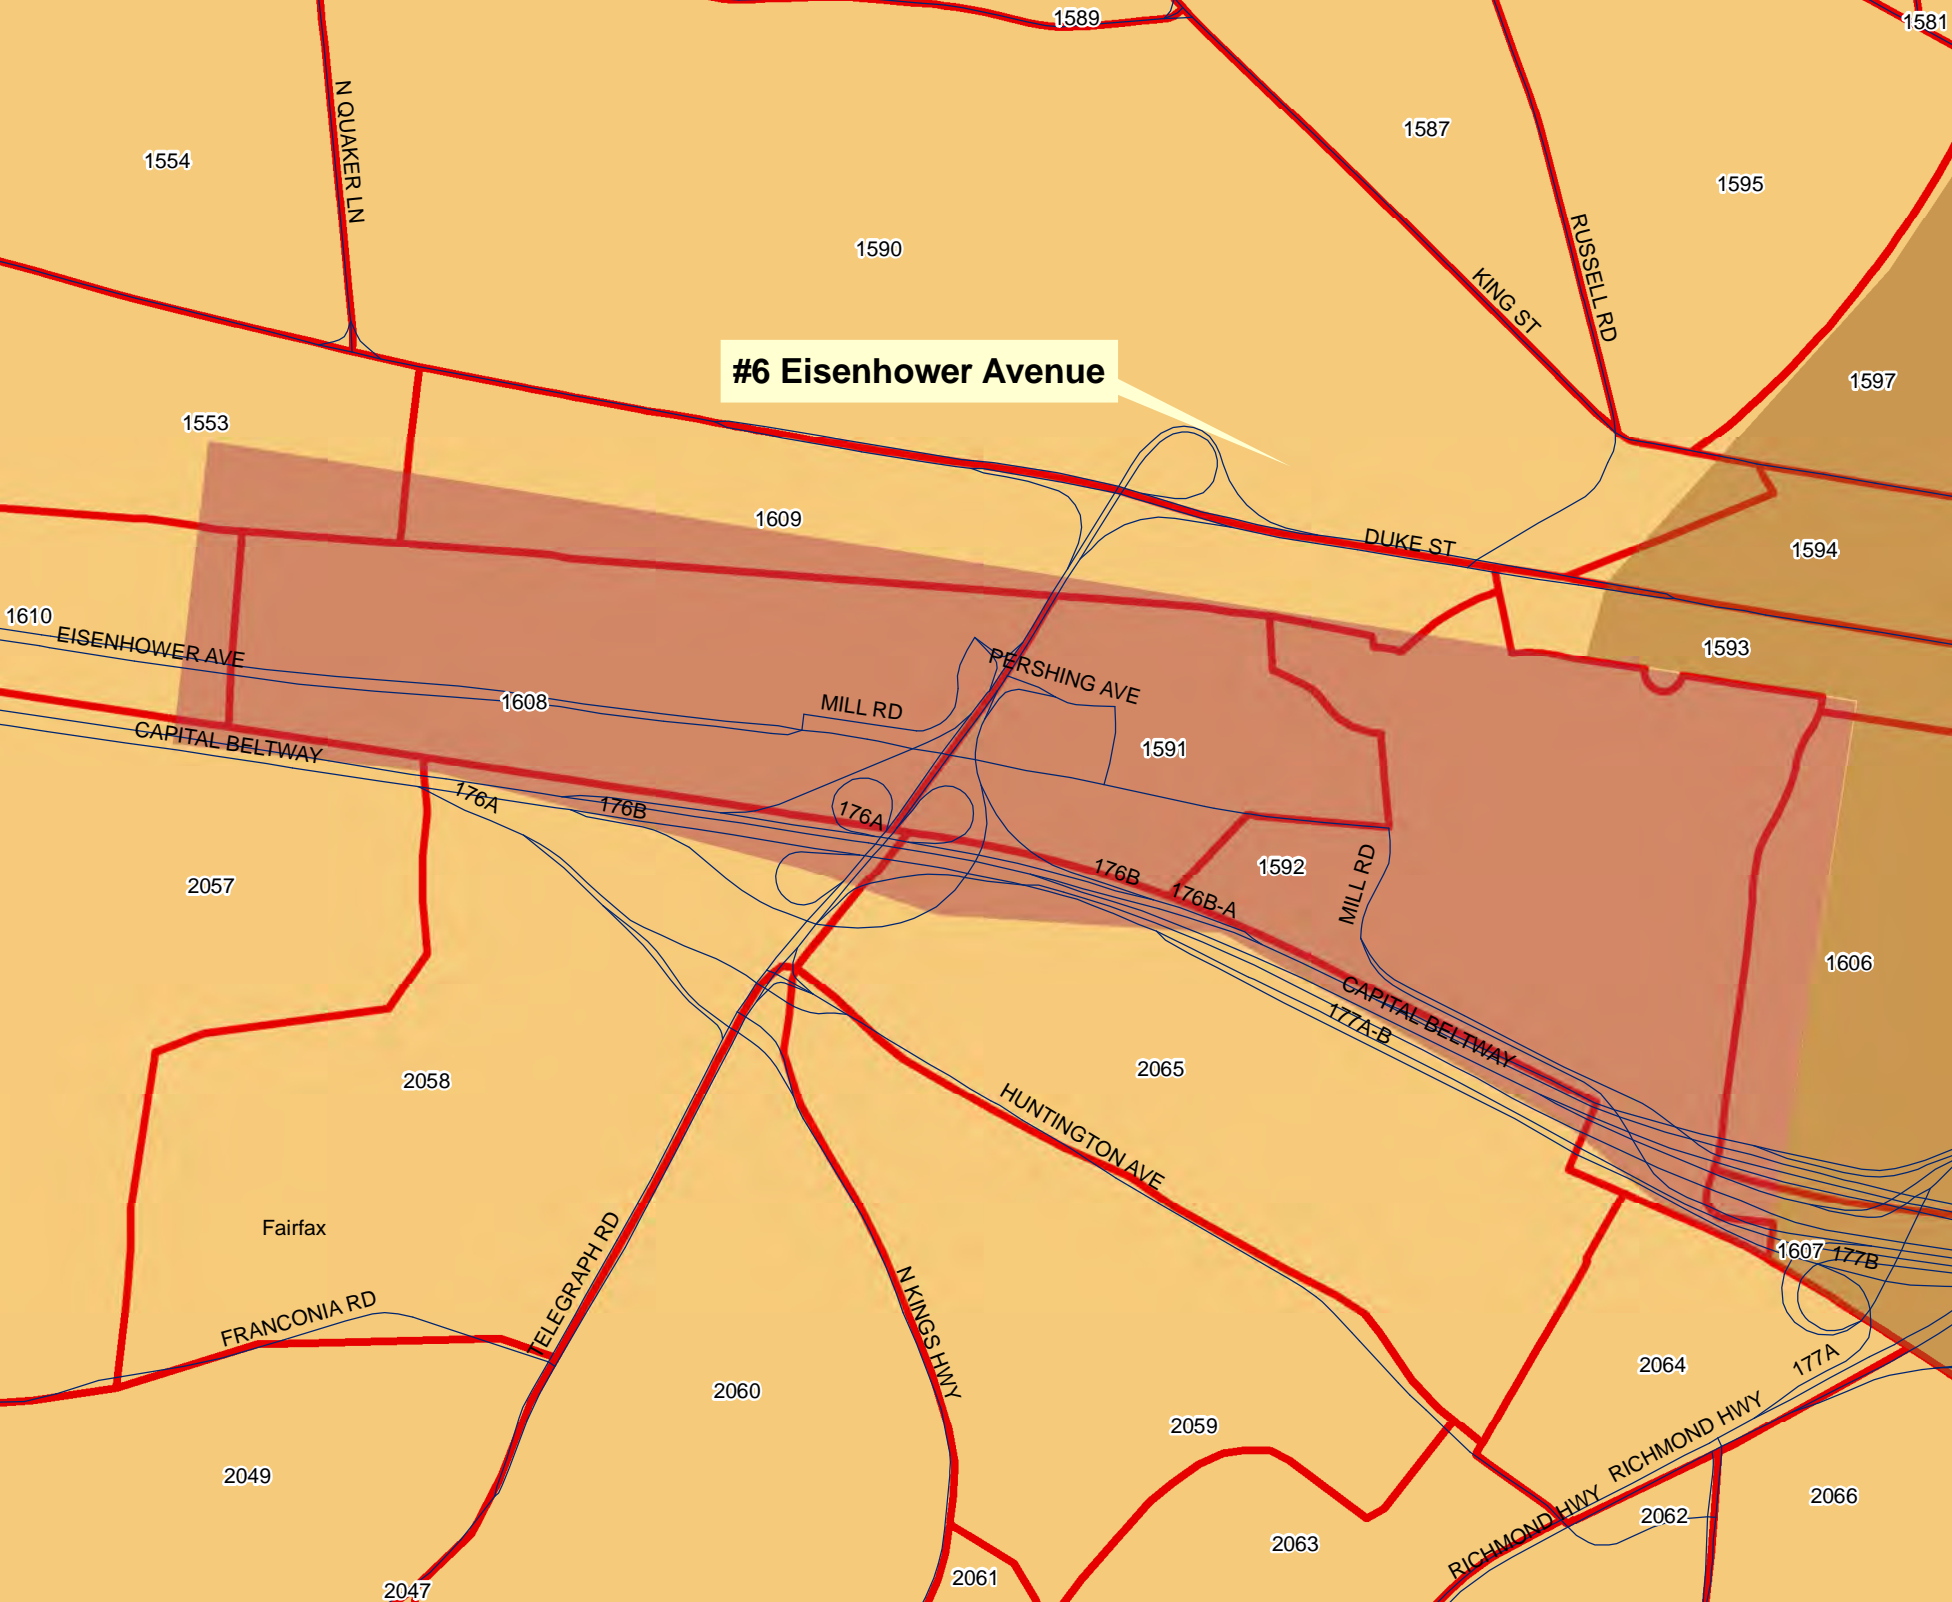 1589
1581
N QUAKER LN
1587
1554
1595
1590
RUSSELL RD
KING ST
#6 Eisenhower Avenue
1597
1553
1609
DUKE ST
1594
1610
EISENHOWER AVE
1593
PERSHING AVE
1608
MILL RD
CAPITAL BELTWAY
1591
176A
176B
176A
1592
MILL RD
176B
176B-A
2057
1606
CAPITAL BELTWAY
177A-B
2065
2058
HUNTINGTON AVE
Fairfax
TELEGRAPH RD
1607
177B
N KINGS HWY
FRANCONIA RD
177A
2064
2060
RICHMOND HWY
2059
2049
2066
RICHMOND HWY
2062
2063
2061
2047